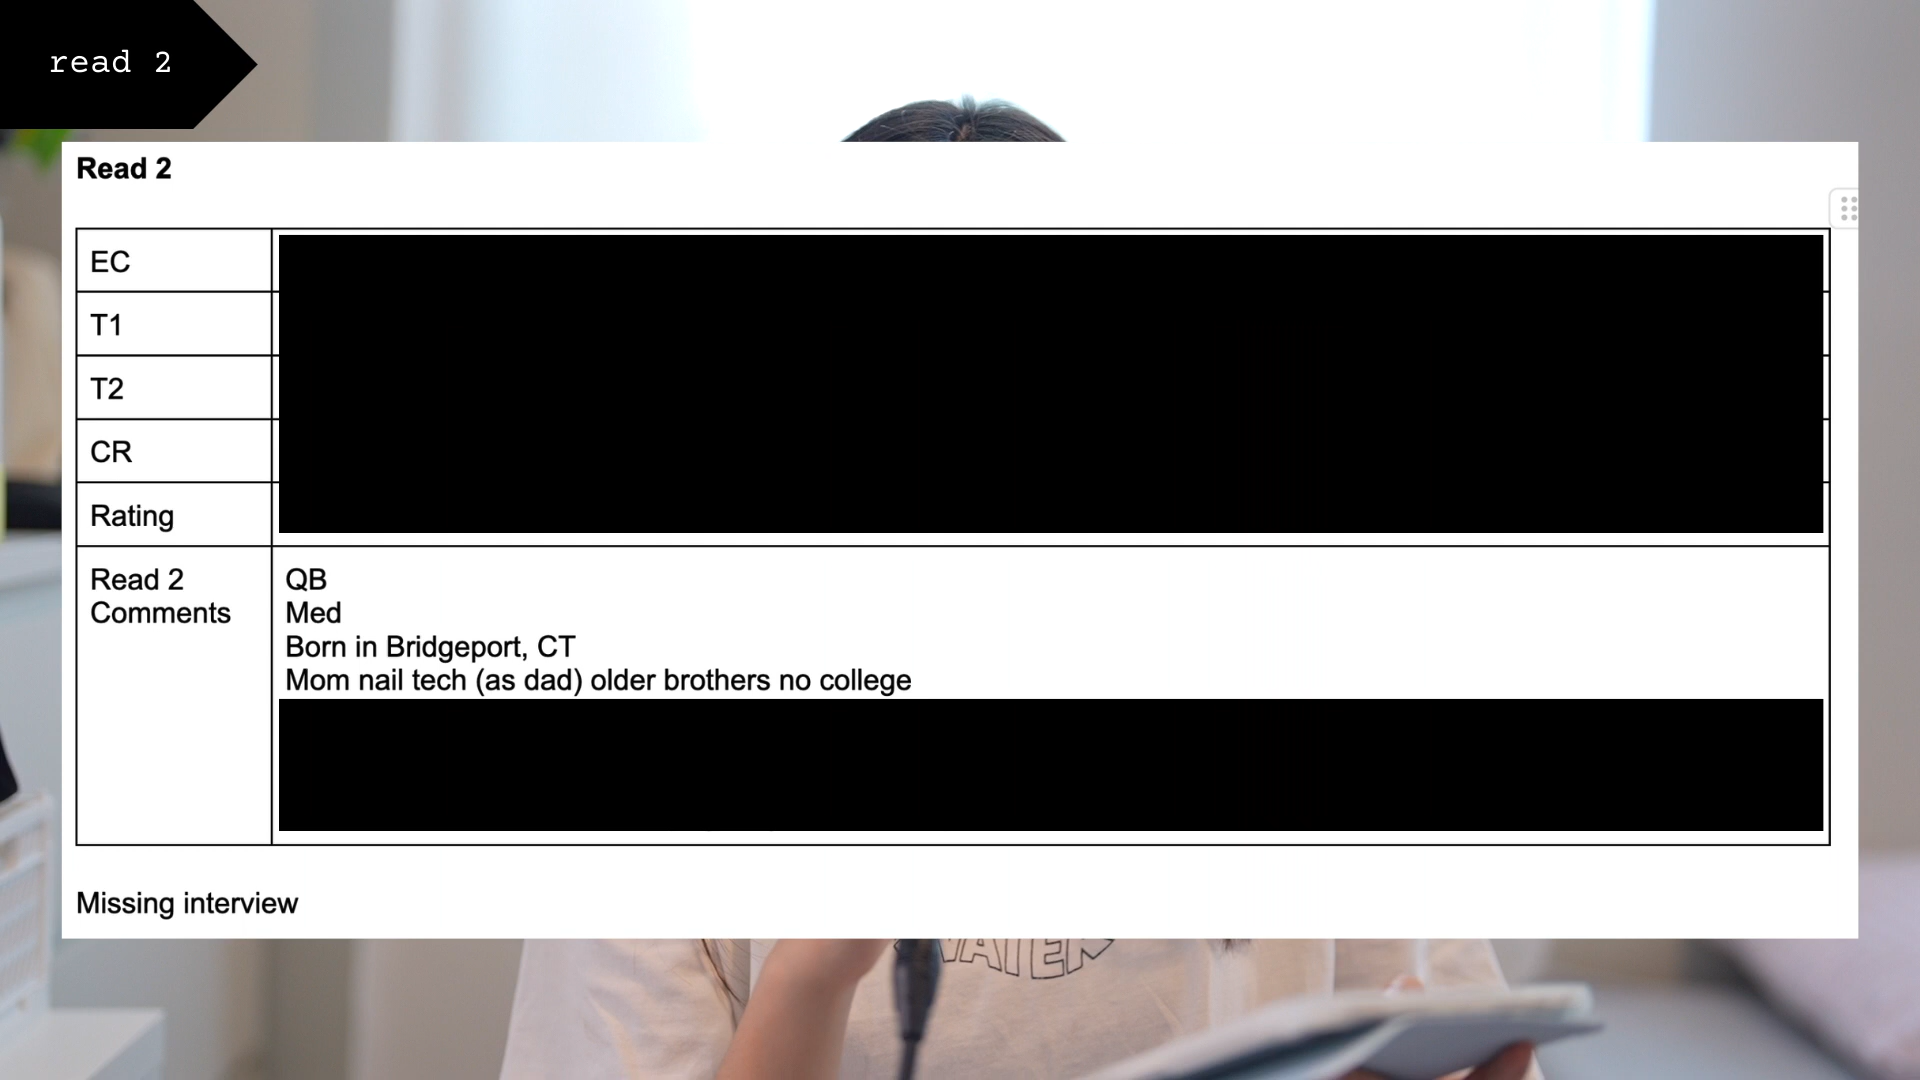 read 2
Read 2
EC
T1
T2
CR
Rating
Read 2
Comments
QB
Med
Born in Bridgeport, CT
Mom nail tech (as dad) older brothers no college
Missing interview